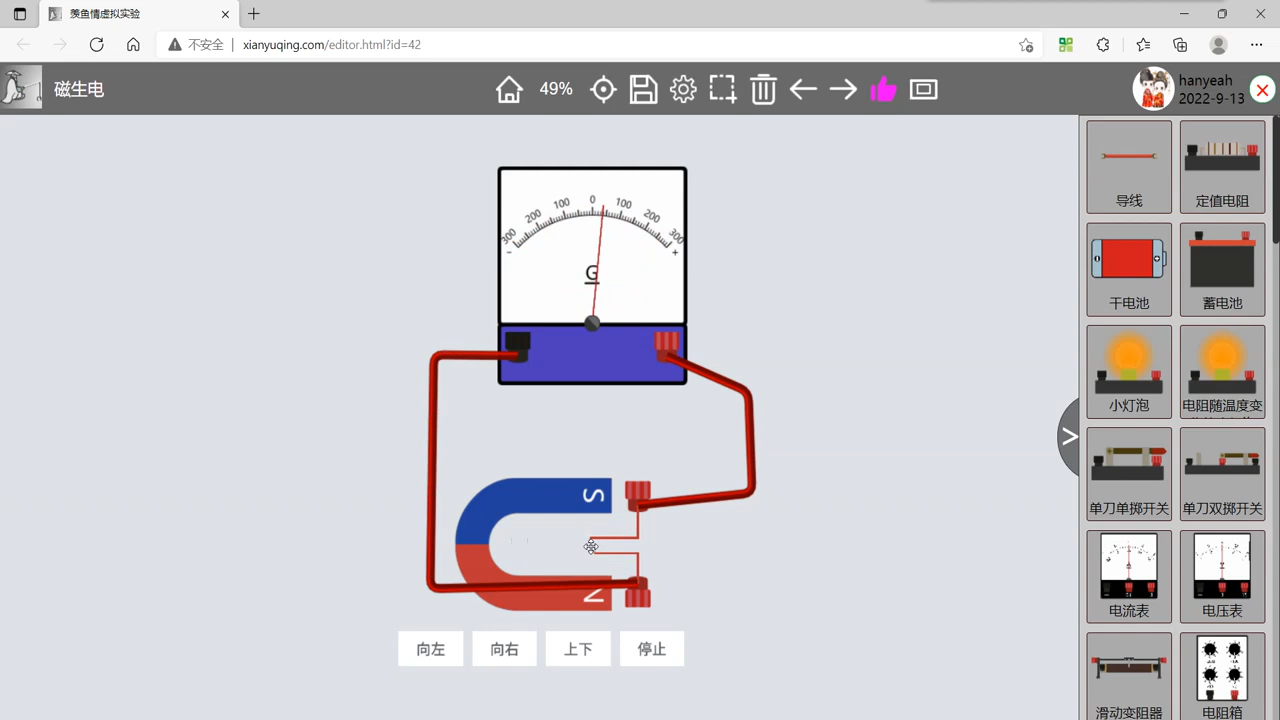 羡鱼情虚拟实验
不安全
xianyuqing.com/editor.html?id=42
磁生电
49%
hanyeah
2022-9-13
300 200 100 0 100 200 300
- +
G
S
N
向左 向右 上下 停止
>
导线 定值电阻
干电池 蓄电池
小灯泡 电阻随温度变
单刀单掷开关 单刀双掷开关
电流表 电压表
滑动变阻器 电阻箱